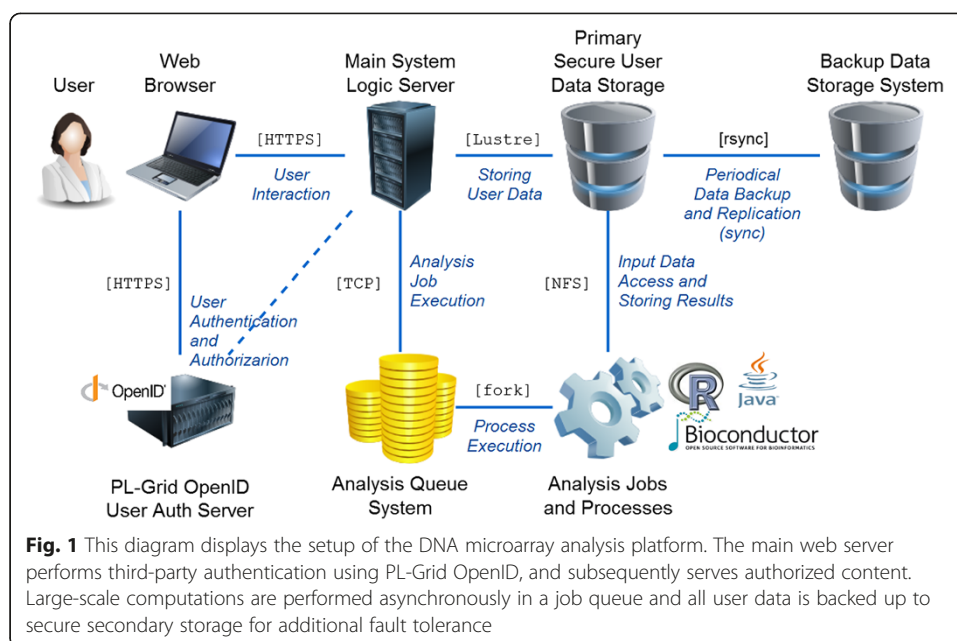 User
Web
Browser
Main System
Logic Server
Primary
Secure User
Data Storage
Backup Data
Storage System
[HTTPS]
User
Interaction
[Lustre]
Storing
User Data
[rsync]
Periodical
Data Backup
and Replication
(sync)
[HTTPS]
User
Authentication
and
Authorizarion
[TCP]
Analysis
Job
Execution
[NFS]
Input Data
Access and
Storing Results
OpenID®
[fork]
Process
Execution
R
Java
Bioconductor
OPEN SOURCE SOFTWARE FOR BIOINFORMATICS
PL-Grid OpenID
User Auth Server
Analysis Queue
System
Analysis Jobs
and Processes
Fig. 1 This diagram displays the setup of the DNA microarray analysis platform. The main web server
performs third-party authentication using PL-Grid OpenID, and subsequently serves authorized content.
Large-scale computations are performed asynchronously in a job queue and all user data is backed up to
secure secondary storage for additional fault tolerance